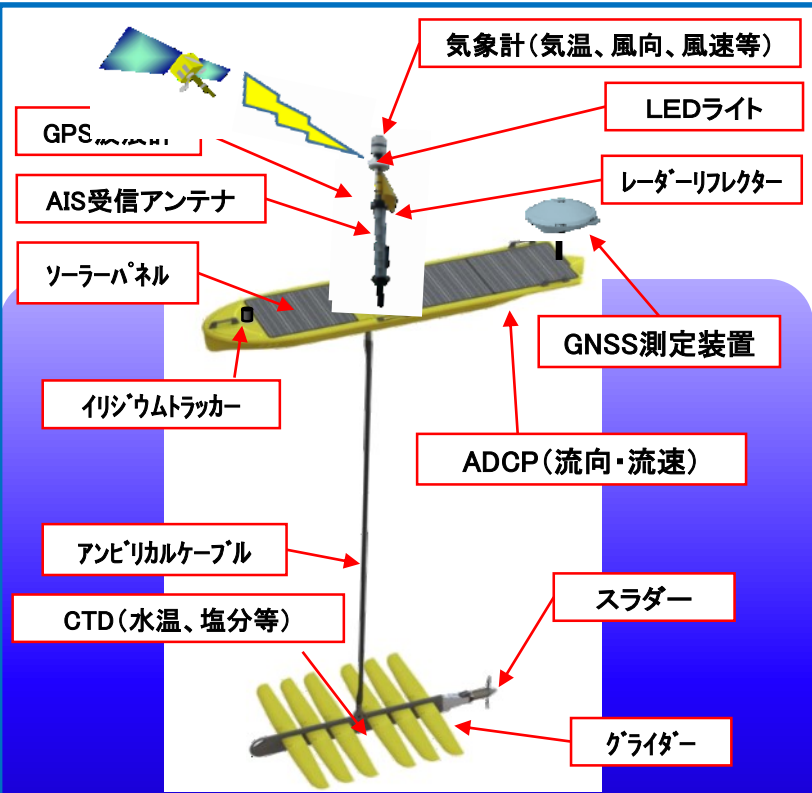 気象計(気温、風向、風速等)
LEDライト
GPS
AIS受信アンテナ
レーダーリフレクター
ソーラーパネル
GNSS測定装置
イリジウムトラッカー
ADCP(流向・流速)
アンビリカルケーブル
スラダー
CTD(水温、塩分等)
グライダー